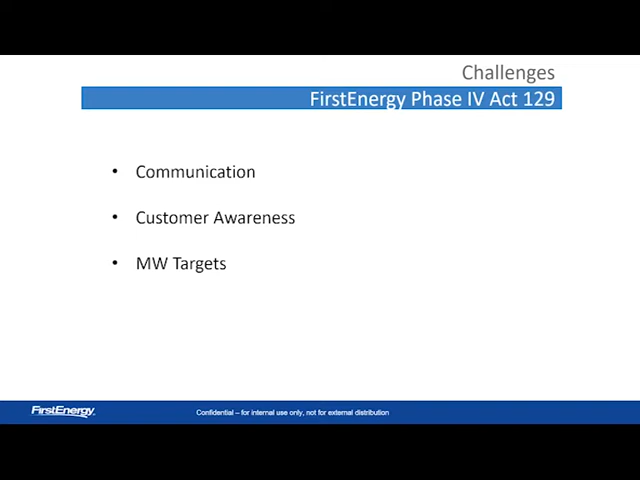 Challenges
FirstEnergy Phase IV Act 129
• Communication
• Customer Awareness
• MW Targets
FirstEnergy
Confidential – for internal use only, not for external distribution